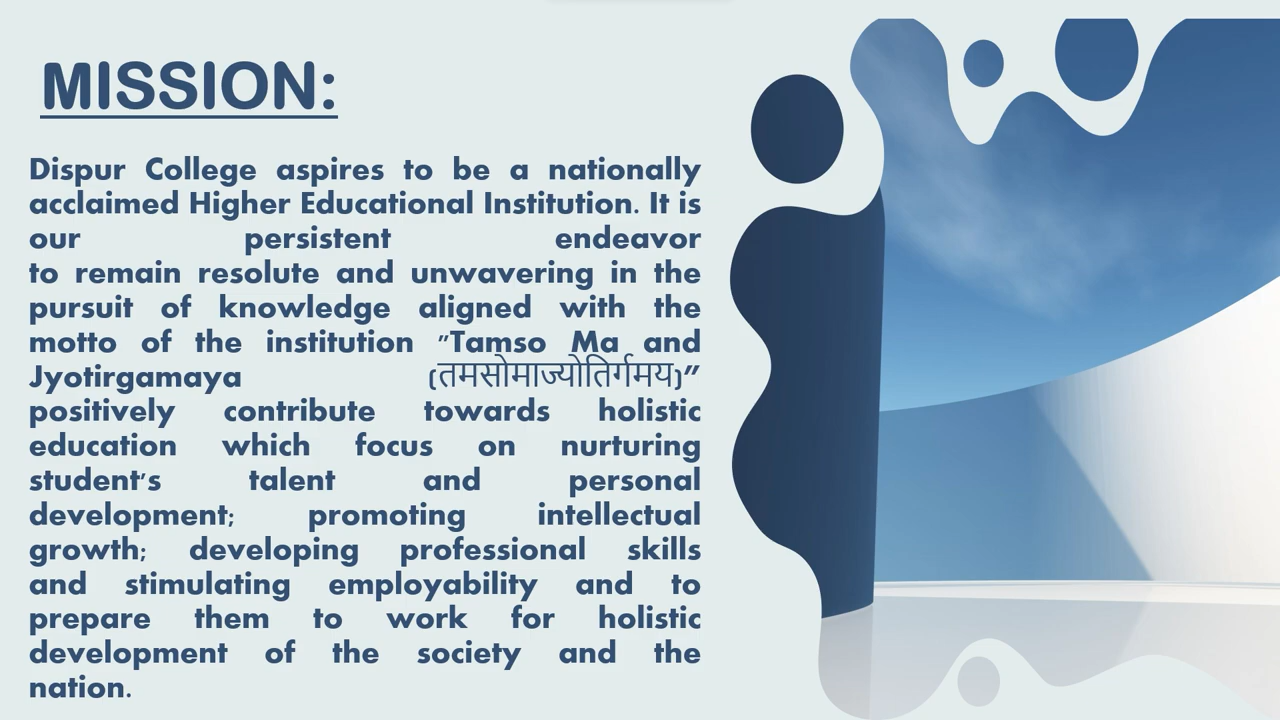 MISSION:
Dispur College aspires to be a nationally
acclaimed Higher Educational Institution. It is
our persistent endeavor
to remain resolute and unwavering in the
pursuit of knowledge aligned with the
motto of the institution "Tamso Ma and
Jyotirgamaya (तमसोमाज्योतिर्गमय)"
positively contribute towards holistic
education which focus on nurturing
student's talent and personal
development; promoting intellectual
growth; developing professional skills
and stimulating employability and to
prepare them to work for holistic
development of the society and the
nation.